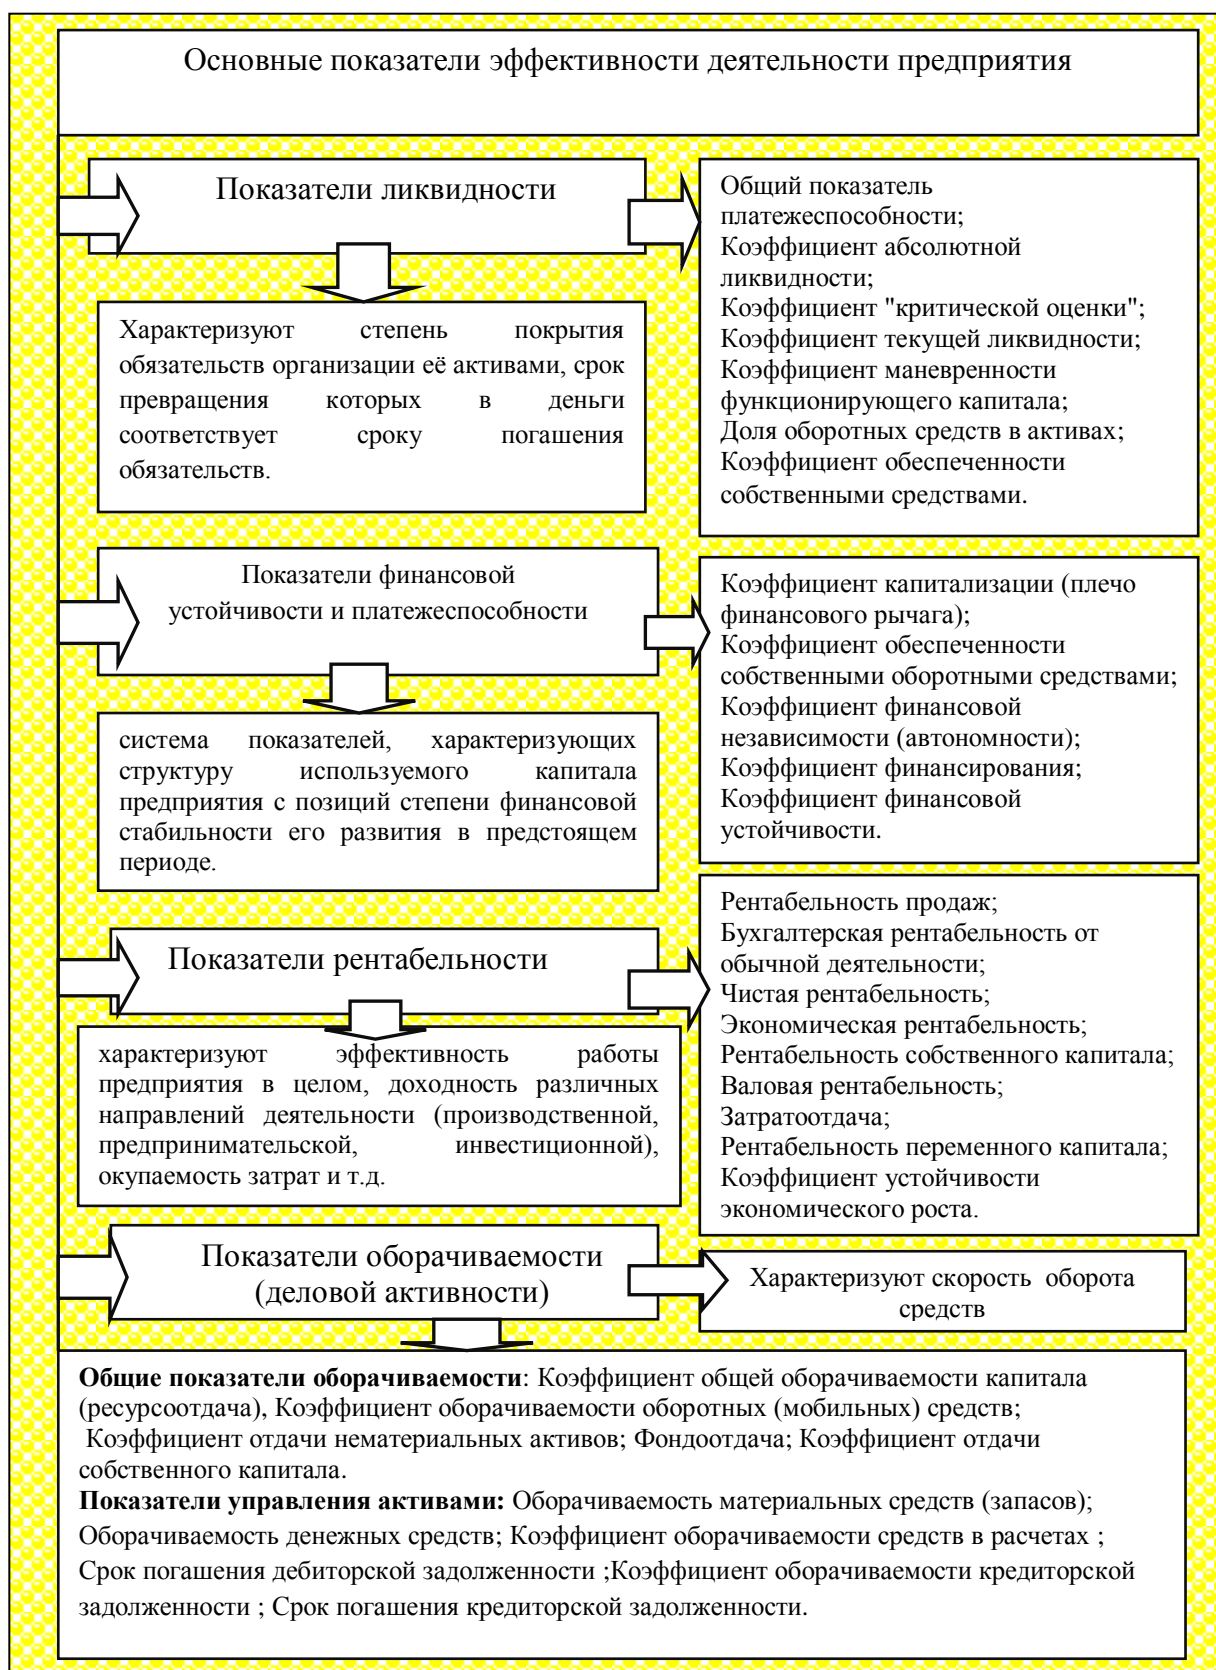 Основные показатели эффективности деятельности предприятия
Показатели ликвидности
Общий показатель
платежеспособности;
Коэффициент абсолютной
ликвидности;
Коэффициент "критической оценки";
Коэффициент текущей ликвидности;
Коэффициент маневренности
функционирующего капитала;
Доля оборотных средств в активах;
Коэффициент обеспеченности
собственными средствами.
Характеризуют степень покрытия
обязательств организации её активами, срок
превращения которых в деньги
соответствует сроку погашения
обязательств.
Показатели финансовой
устойчивости и платежеспособности
Коэффициент капитализации (плечо
финансового рычага);
Коэффициент обеспеченности
собственными оборотными средствами;
Коэффициент финансовой
независимости (автономности);
Коэффициент финансирования;
Коэффициент финансовой
устойчивости.
система показателей, характеризующих
структуру используемого капитала
предприятия с позиций степени финансовой
стабильности его развития в предстоящем
периоде.
Показатели рентабельности
Рентабельность продаж;
Бухгалтерская рентабельность от
обычной деятельности;
Чистая рентабельность;
Экономическая рентабельность;
Рентабельность собственного капитала;
Валовая рентабельность;
Затратоотдача;
Рентабельность переменного капитала;
Коэффициент устойчивости
экономического роста.
характеризуют эффективность работы
предприятия в целом, доходность различных
направлений деятельности (производственной,
предпринимательской, инвестиционной),
окупаемость затрат и т.д.
Показатели оборачиваемости
(деловой активности)
Характеризуют скорость оборота
средств
Общие показатели оборачиваемости: Коэффициент общей оборачиваемости капитала
(ресурсоотдача), Коэффициент оборачиваемости оборотных (мобильных) средств;
Коэффициент отдачи нематериальных активов; Фондоотдача; Коэффициент отдачи
собственного капитала.
Показатели управления активами: Оборачиваемость материальных средств (запасов);
Оборачиваемость денежных средств; Коэффициент оборачиваемости средств в расчетах ;
Срок погашения дебиторской задолженности ;Коэффициент оборачиваемости кредиторской
задолженности ; Срок погашения кредиторской задолженности.